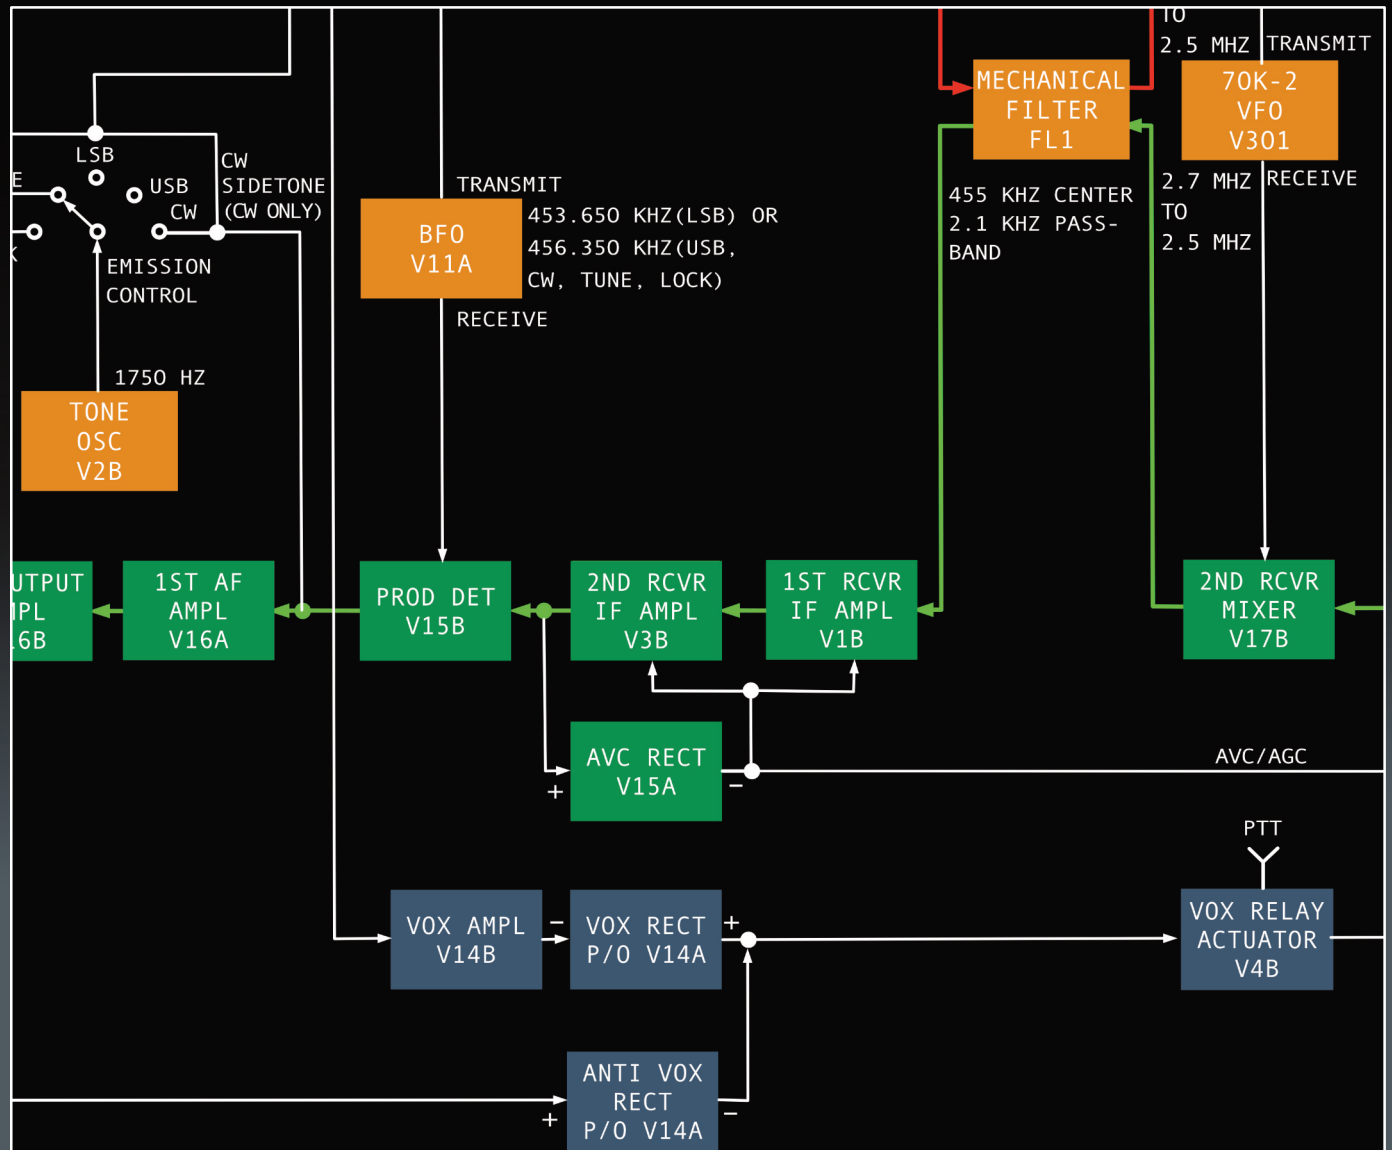 TO
2.5 MHZ
TRANSMIT
MECHANICAL
FILTER
FL1
70K-2
VFO
V301
LSB
USB
CW
E
K
CW
SIDETONE
(CW ONLY)
EMISSION
CONTROL
TRANSMIT
BFO
V11A
453.650 KHZ(LSB) OR
456.350 KHZ(USB,
CW, TUNE, LOCK)
RECEIVE
455 KHZ CENTER
2.1 KHZ PASS-
BAND
2.7 MHZ
TO
2.5 MHZ
RECEIVE
1750 HZ
TONE
OSC
V2B
UTPUT
MPL
16B
1ST AF
AMPL
V16A
PROD DET
V15B
2ND RCVR
IF AMPL
V3B
1ST RCVR
IF AMPL
V1B
2ND RCVR
MIXER
V17B
AVC RECT
V15A
+
−
AVC/AGC
PTT
VOX AMPL
V14B
−
VOX RECT
P/O V14A
+
VOX RELAY
ACTUATOR
V4B
ANTI VOX
RECT
P/O V14A
+
−